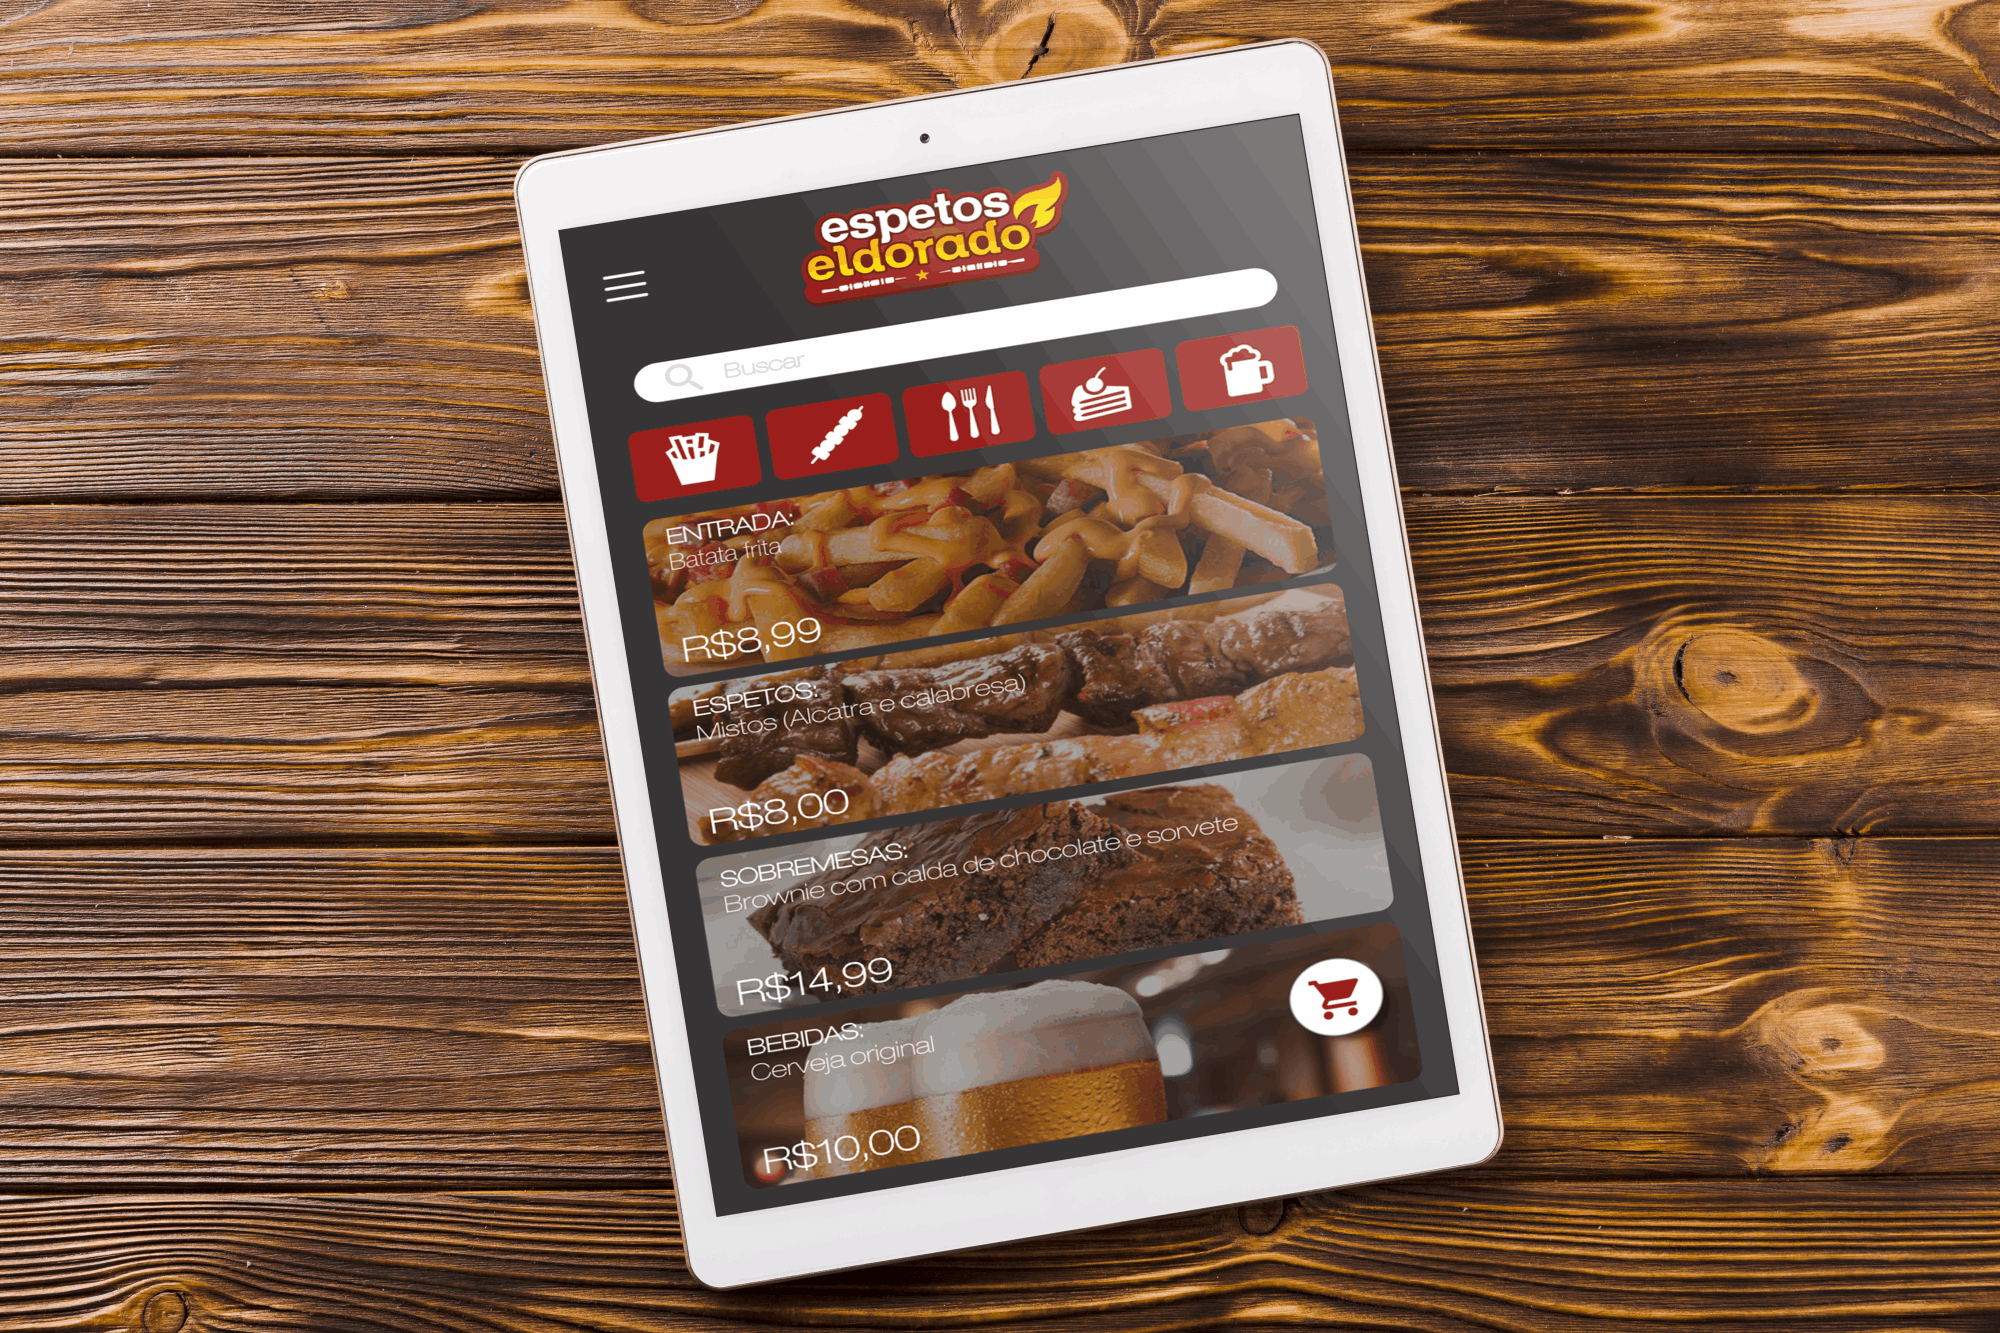 espetos
eldorado
Buscar
ENTRADA:
Batata frita
R$8,99
ESPETOS:
Mistos (Alcatra e calabresa)
R$8,00
SOBREMESAS:
Brownie com calda de chocolate e sorvete
R$14,99
BEBIDAS:
Cerveja original
R$10,00